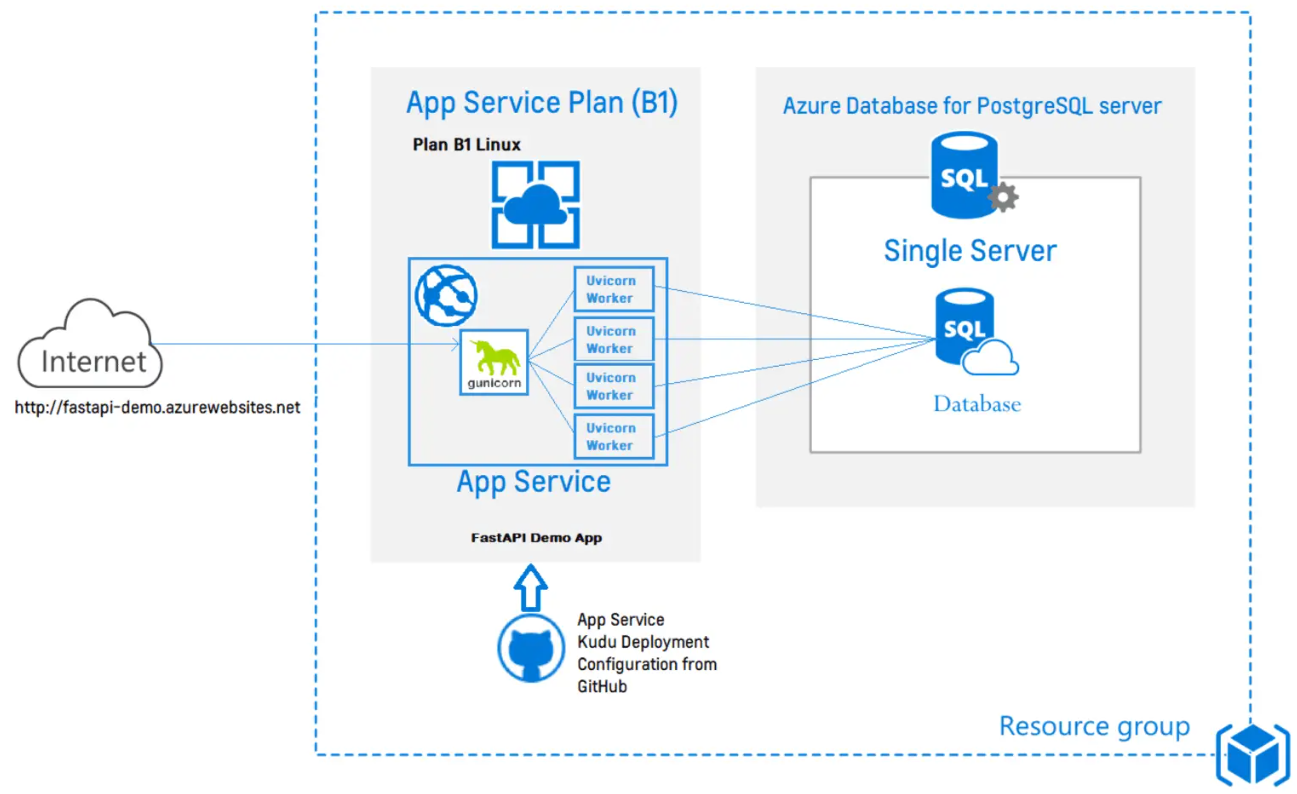 App Service Plan (B1)
Plan B1 Linux
Uvicorn
Worker
Uvicorn
Worker
Uvicorn
Worker
Uvicorn
Worker
gunicorn
App Service
FastAPI Demo App
Internet
http://fastapi-demo.azurewebsites.net
Azure Database for PostgreSQL server
SQL
Single Server
SQL
Database
App Service
Kudu Deployment
Configuration from
GitHub
Resource group